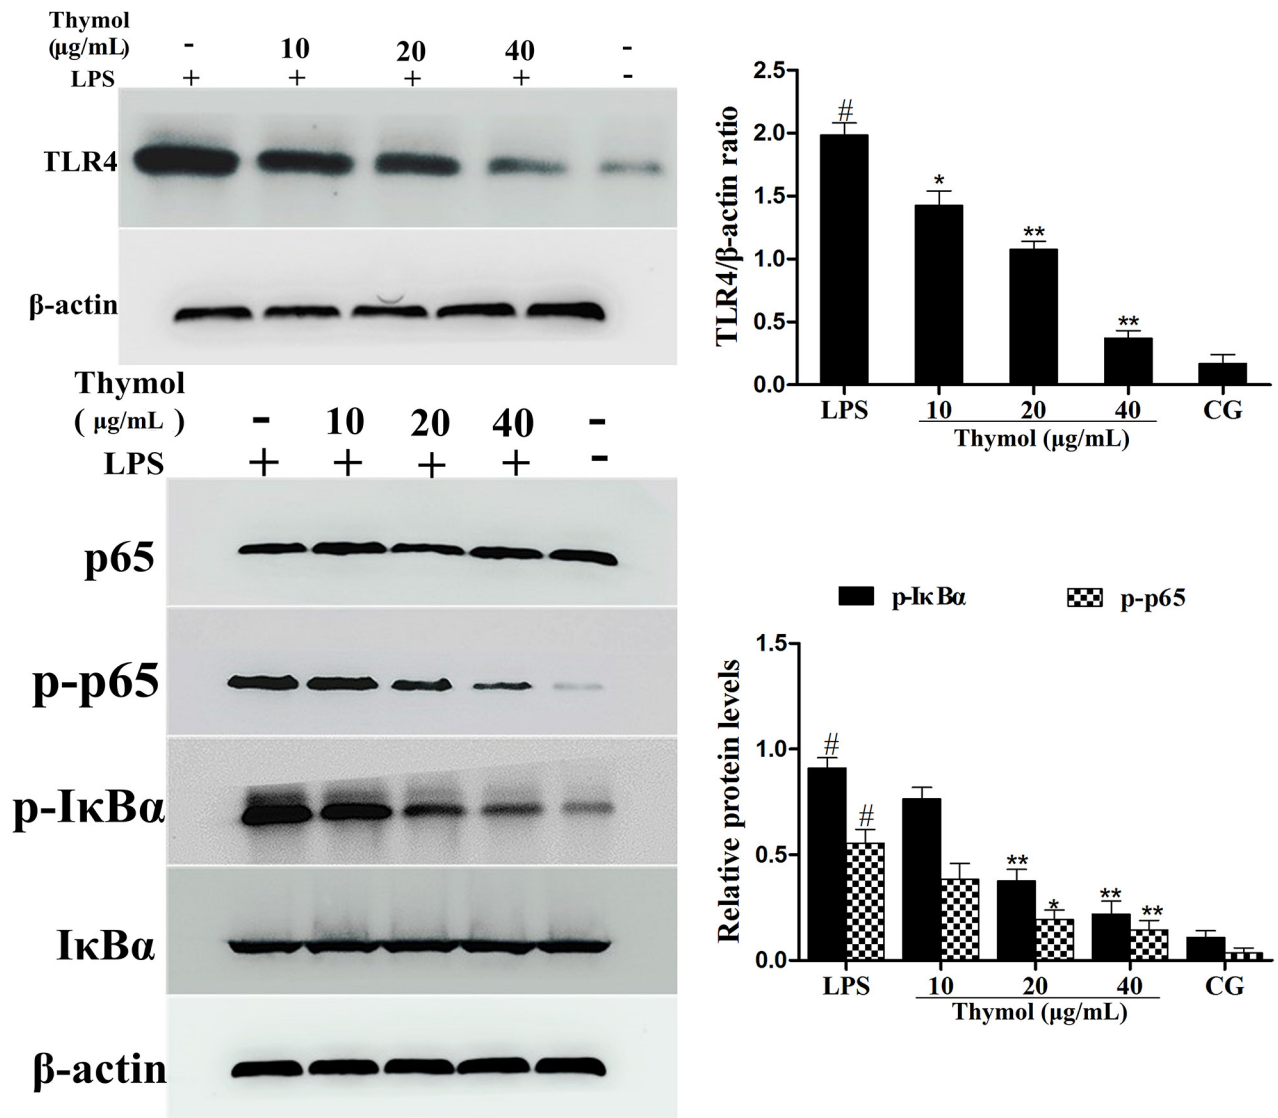 Thymol
(μg/mL) - 10 20 40 -
LPS + + + + -
TLR4
β-actin
Thymol
( μg/mL ) - 10 20 40 -
LPS + + + + -
p65
p-p65
p-IκBα
IκBα
β-actin
TLR4/β-actin ratio
2.5
2.0
1.5
1.0
0.5
0.0
#
*
**
**
LPS 10 20 40 CG
Thymol (μg/mL)
p-IκBα p-p65
Relative protein levels
1.5
1.0
0.5
0.0
#
#
**
*
**
**
LPS 10 20 40 CG
Thymol (μg/mL)